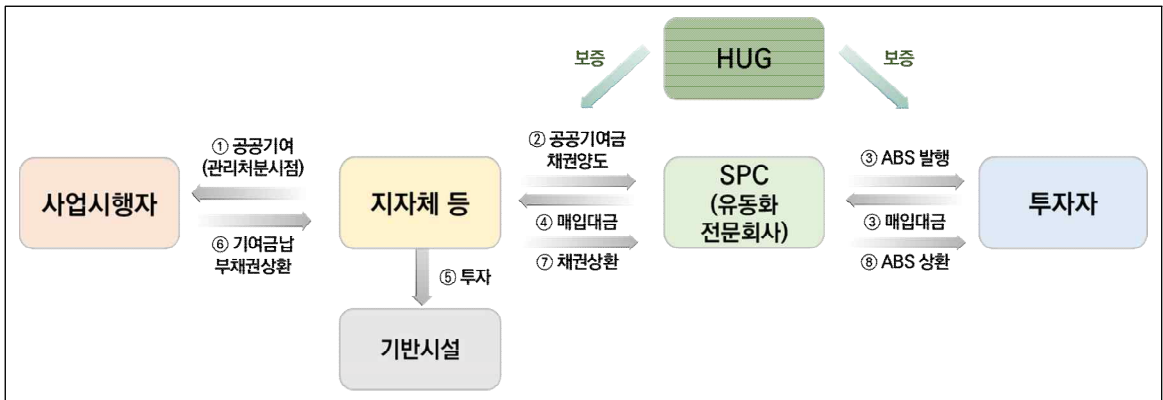 HUG
보증
보증
① 공공기여
(관리처분시점)
② 공공기여금
채권양도
③ ABS 발행
사업시행자
지자체 등
SPC
(유동화
전문회사)
투자자
④ 매입대금
③ 매입대금
⑥ 기여금납
부채권상환
⑦ 채권상환
⑧ ABS 상환
⑤ 투자
기반시설